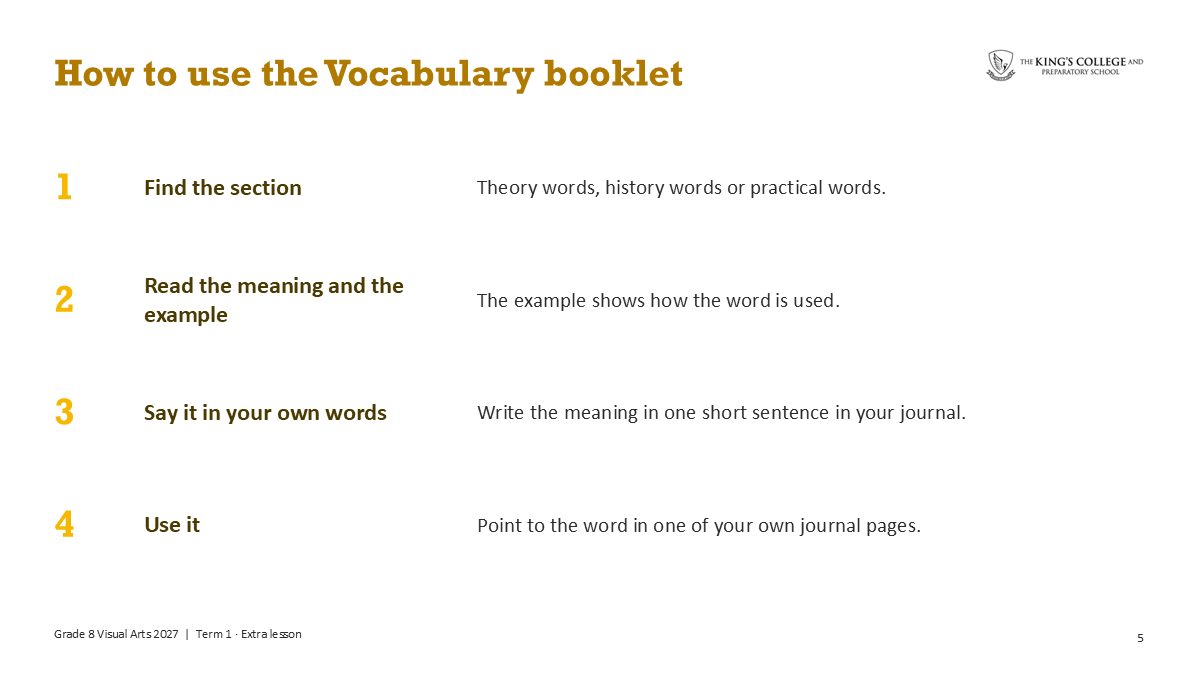 How to use the Vocabulary booklet
THE KING'S COLLEGE AND
PREPARATORY SCHOOL
1
Find the section
Theory words, history words or practical words.
2
Read the meaning and the
example
The example shows how the word is used.
3
Say it in your own words
Write the meaning in one short sentence in your journal.
4
Use it
Point to the word in one of your own journal pages.
Grade 8 Visual Arts 2027 | Term 1 · Extra lesson
5